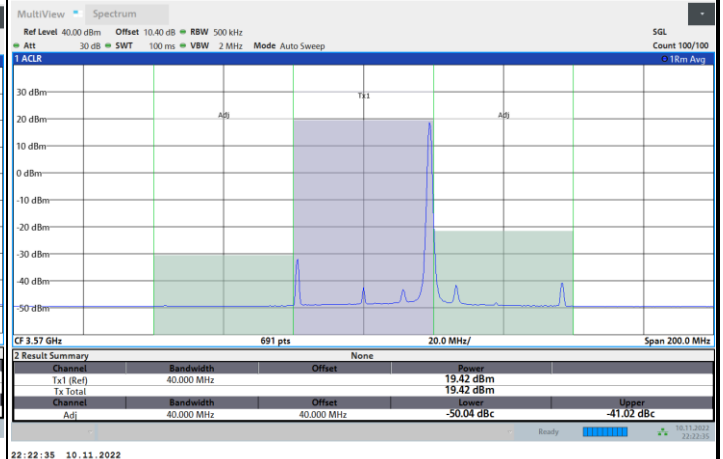 MultiView Spectrum
Ref Level 40.00 dBm Offset 10.40 dB RBW 500 kHz SGL
Att 30 dB SWT 100 ms VBW 2 MHz Mode Auto Sweep Count 100/100
1 ACLR 1Rm Avg
30 dBm
Tx1
20 dBm Adj Adj
10 dBm
0 dBm
-10 dBm
-20 dBm
-30 dBm
-40 dBm
-50 dBm
CF 3.57 GHz 691 pts 20.0 MHz/ Span 200.0 MHz
2 Result Summary None
Channel Bandwidth Offset Power
Tx1 (Ref) 40.000 MHz 19.42 dBm
Tx Total 19.42 dBm
Channel Bandwidth Offset Lower Upper
Adj 40.000 MHz 40.000 MHz -50.04 dBc -41.02 dBc
Ready 10.11.2022
22:22:35
22:22:35 10.11.2022